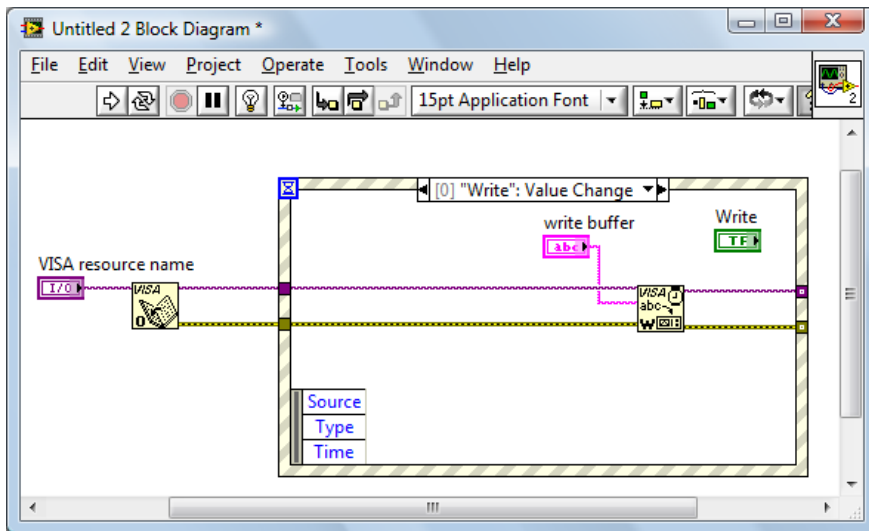 Untitled 2 Block Diagram *
File Edit View Project Operate Tools Window Help
15pt Application Font
2
[0] "Write": Value Change
write buffer
Write
abc
TF
VISA resource name
I/O
VISA
VISA
abc
W
0
Source
Type
Time